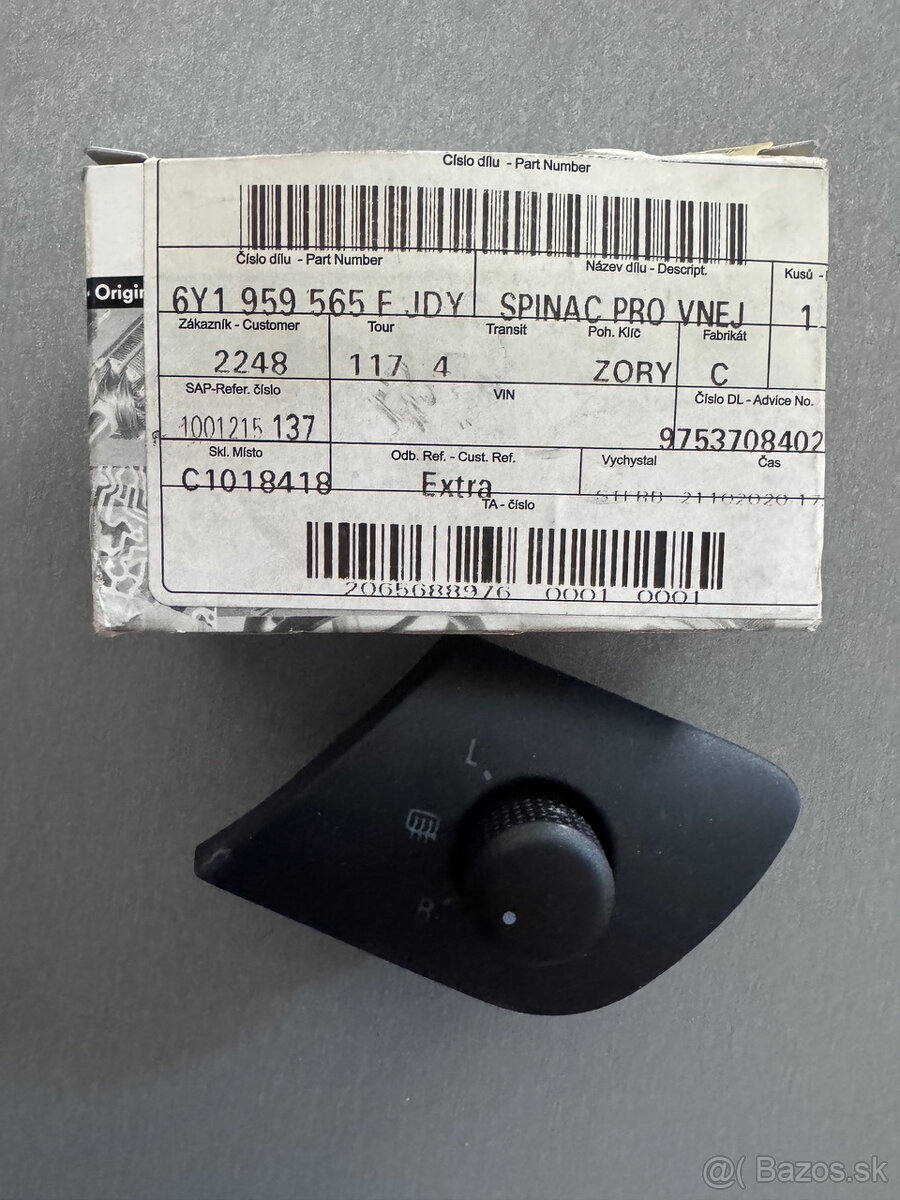 Číslo dílu - Part Number
Číslo dílu - Part Number
Název dílu - Descript.
Kusů -
Origin
6Y1 959 565 F JDY
SPINAC PRO VNEJ
1
Zákazník - Customer
Tour
Transit
Poh. Klíč
Fabrikát
2248
117 4
ZORY
C
SAP-Refer. číslo
VIN
Číslo DL - Advice No.
1001215 137
9753708402
Skl. Místo
Odb. Ref. - Cust. Ref.
Vychystal
Čas
C1018418
Extra
21102020 17
TA - číslo
2065688976 0001 0001
L
R
@( Bazos.sk